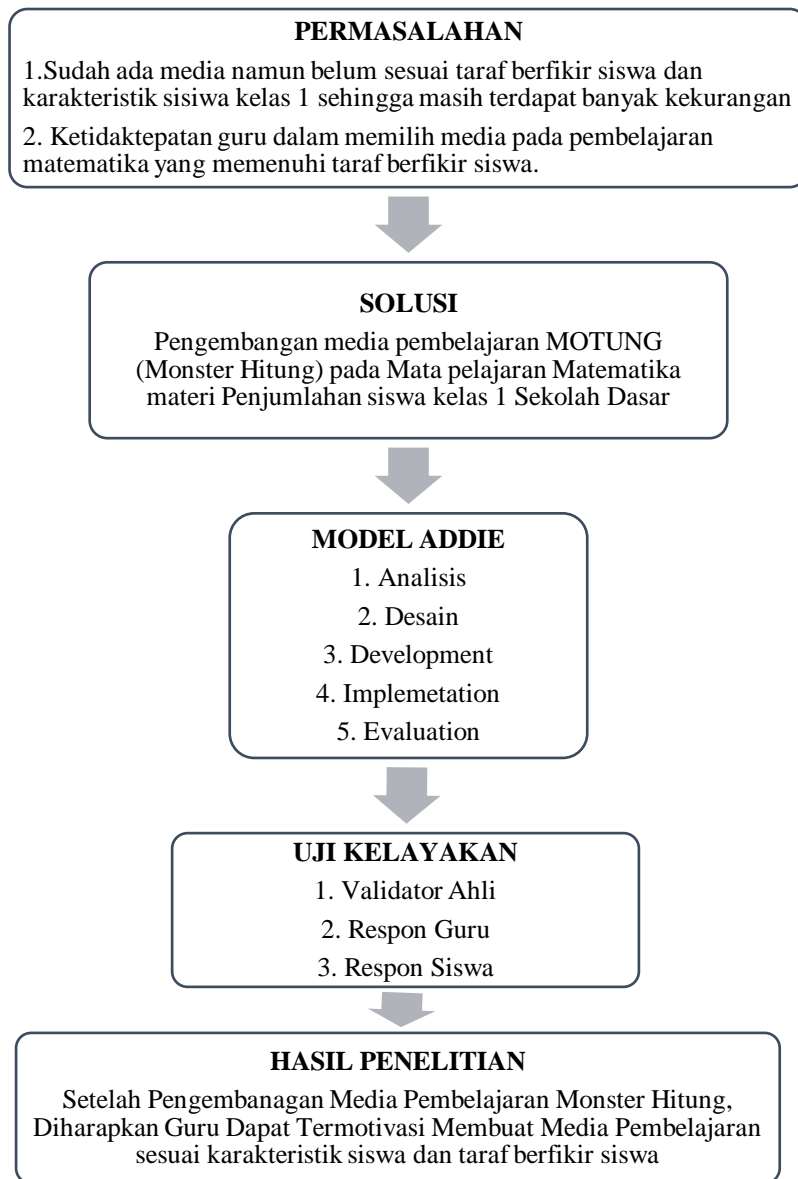 PERMASALAHAN
1.Sudah ada media namun belum sesuai taraf berfikir siswa dan
karakteristik sisiwa kelas 1 sehingga masih terdapat banyak kekurangan
2. Ketidaktepatan guru dalam memilih media pada pembelajaran
matematika yang memenuhi taraf berfikir siswa.
SOLUSI
Pengembangan media pembelajaran MOTUNG
(Monster Hitung) pada Mata pelajaran Matematika
materi Penjumlahan siswa kelas 1 Sekolah Dasar
MODEL ADDIE
1. Analisis
2. Desain
3. Development
4. Implemetation
5. Evaluation
UJI KELAYAKAN
1. Validator Ahli
2. Respon Guru
3. Respon Siswa
HASIL PENELITIAN
Setelah Pengembanagan Media Pembelajaran Monster Hitung,
Diharapkan Guru Dapat Termotivasi Membuat Media Pembelajaran
sesuai karakteristik siswa dan taraf berfikir siswa